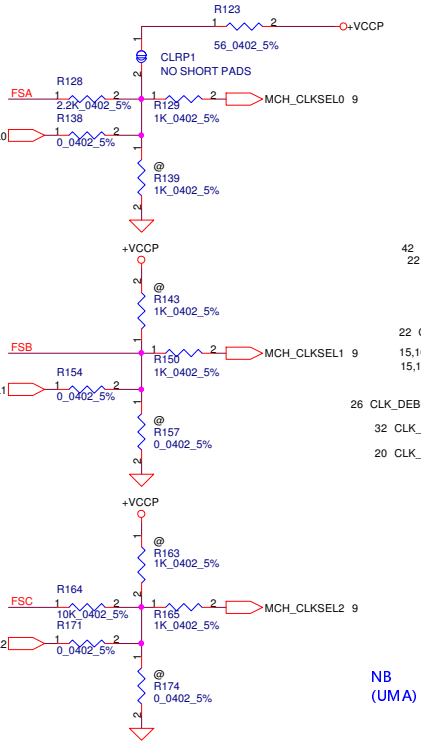 R123
1 2 +VCCP
56_0402_5%
1
CLRP1
2 NO SHORT PADS
FSA 1 R128 2
2.2K_0402_5%
1 R129 2 MCH_CLKSEL0 9
1K_0402_5%
R138
1 2
0_0402_5%
1
@
R139
1K_0402_5%
2
+VCCP
2
@
R143
1K_0402_5%
1
FSB
1 R150 2 MCH_CLKSEL1 9
1K_0402_5%
R154
1 2
0_0402_5%
1
@
R157
0_0402_5%
2
+VCCP
1
@
R163
1K_0402_5%
2
FSC 1 R164 2
10K_0402_5%
1 R165 2 MCH_CLKSEL2 9
1K_0402_5%
R171
1 2
0_0402_5%
1
@
R174
0_0402_5%
2
42
22
22
26 CLK_DEB
32 CLK_
20 CLK_
NB
(UMA)